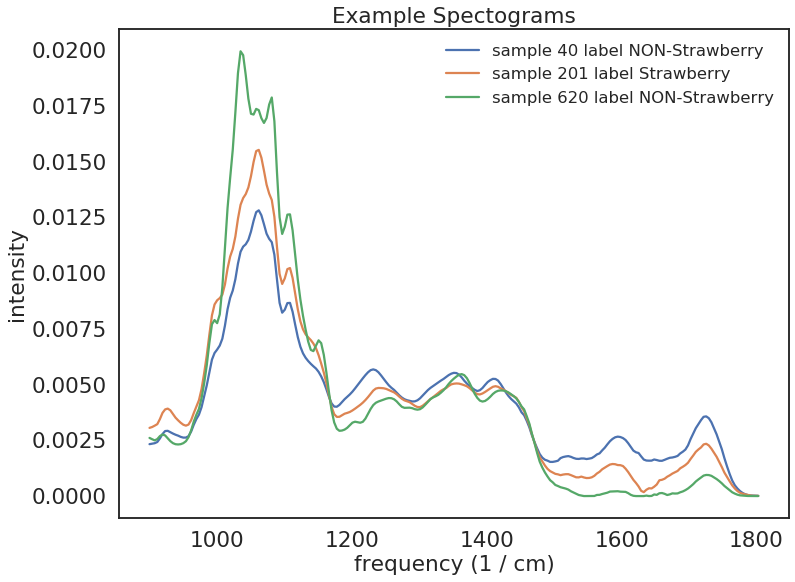 Example Spectograms
sample 40 label NON-Strawberry
sample 201 label Strawberry
sample 620 label NON-Strawberry
0.0200
0.0175
0.0150
0.0125
0.0100
0.0075
0.0050
0.0025
0.0000
intensity
1000 1200 1400 1600 1800
frequency (1 / cm)